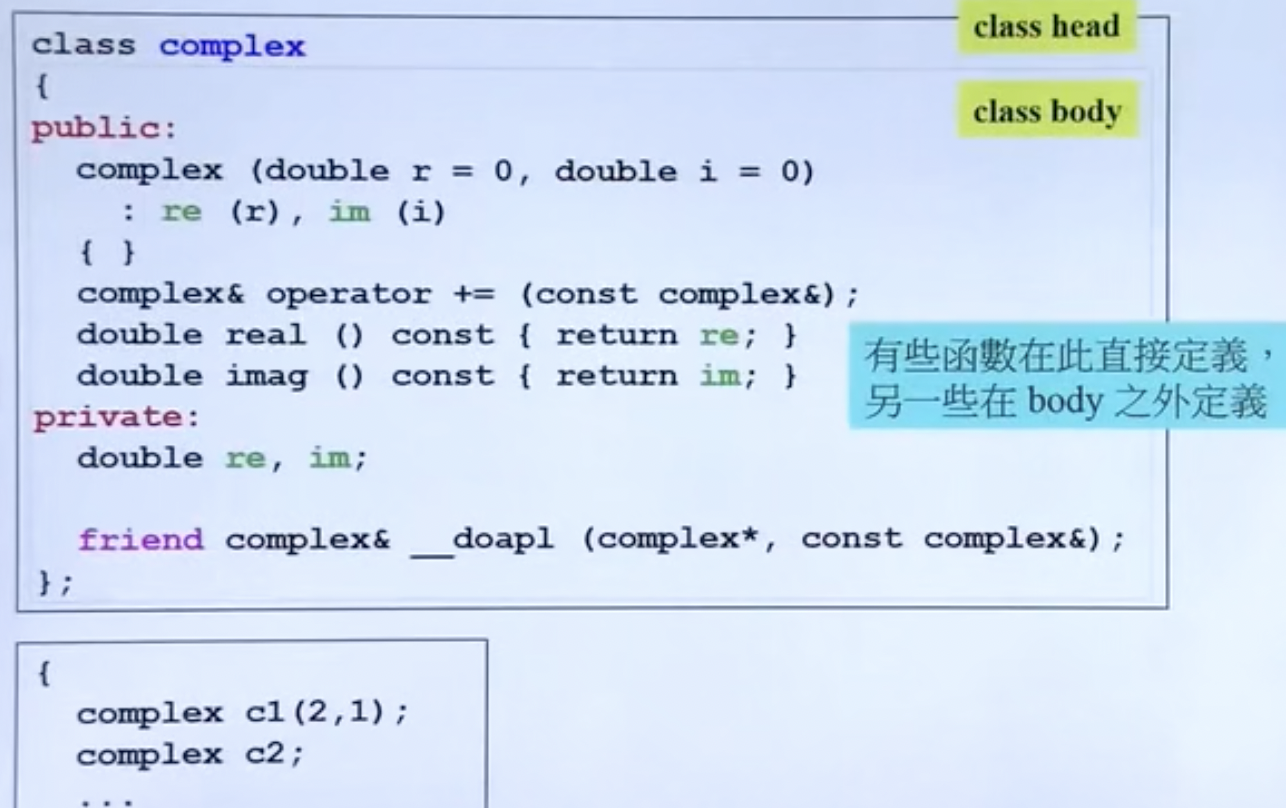 class head
class complex
{
class body
public:
  complex (double r = 0, double i = 0)
    : re (r), im (i)
  { }
  complex& operator += (const complex&);
  double real () const { return re; }
  double imag () const { return im; }
有些函數在此直接定義，
另一些在 body 之外定義
private:
  double re, im;
  friend complex& __doapl (complex*, const complex&);
};
{
  complex c1(2,1);
  complex c2;
  ...